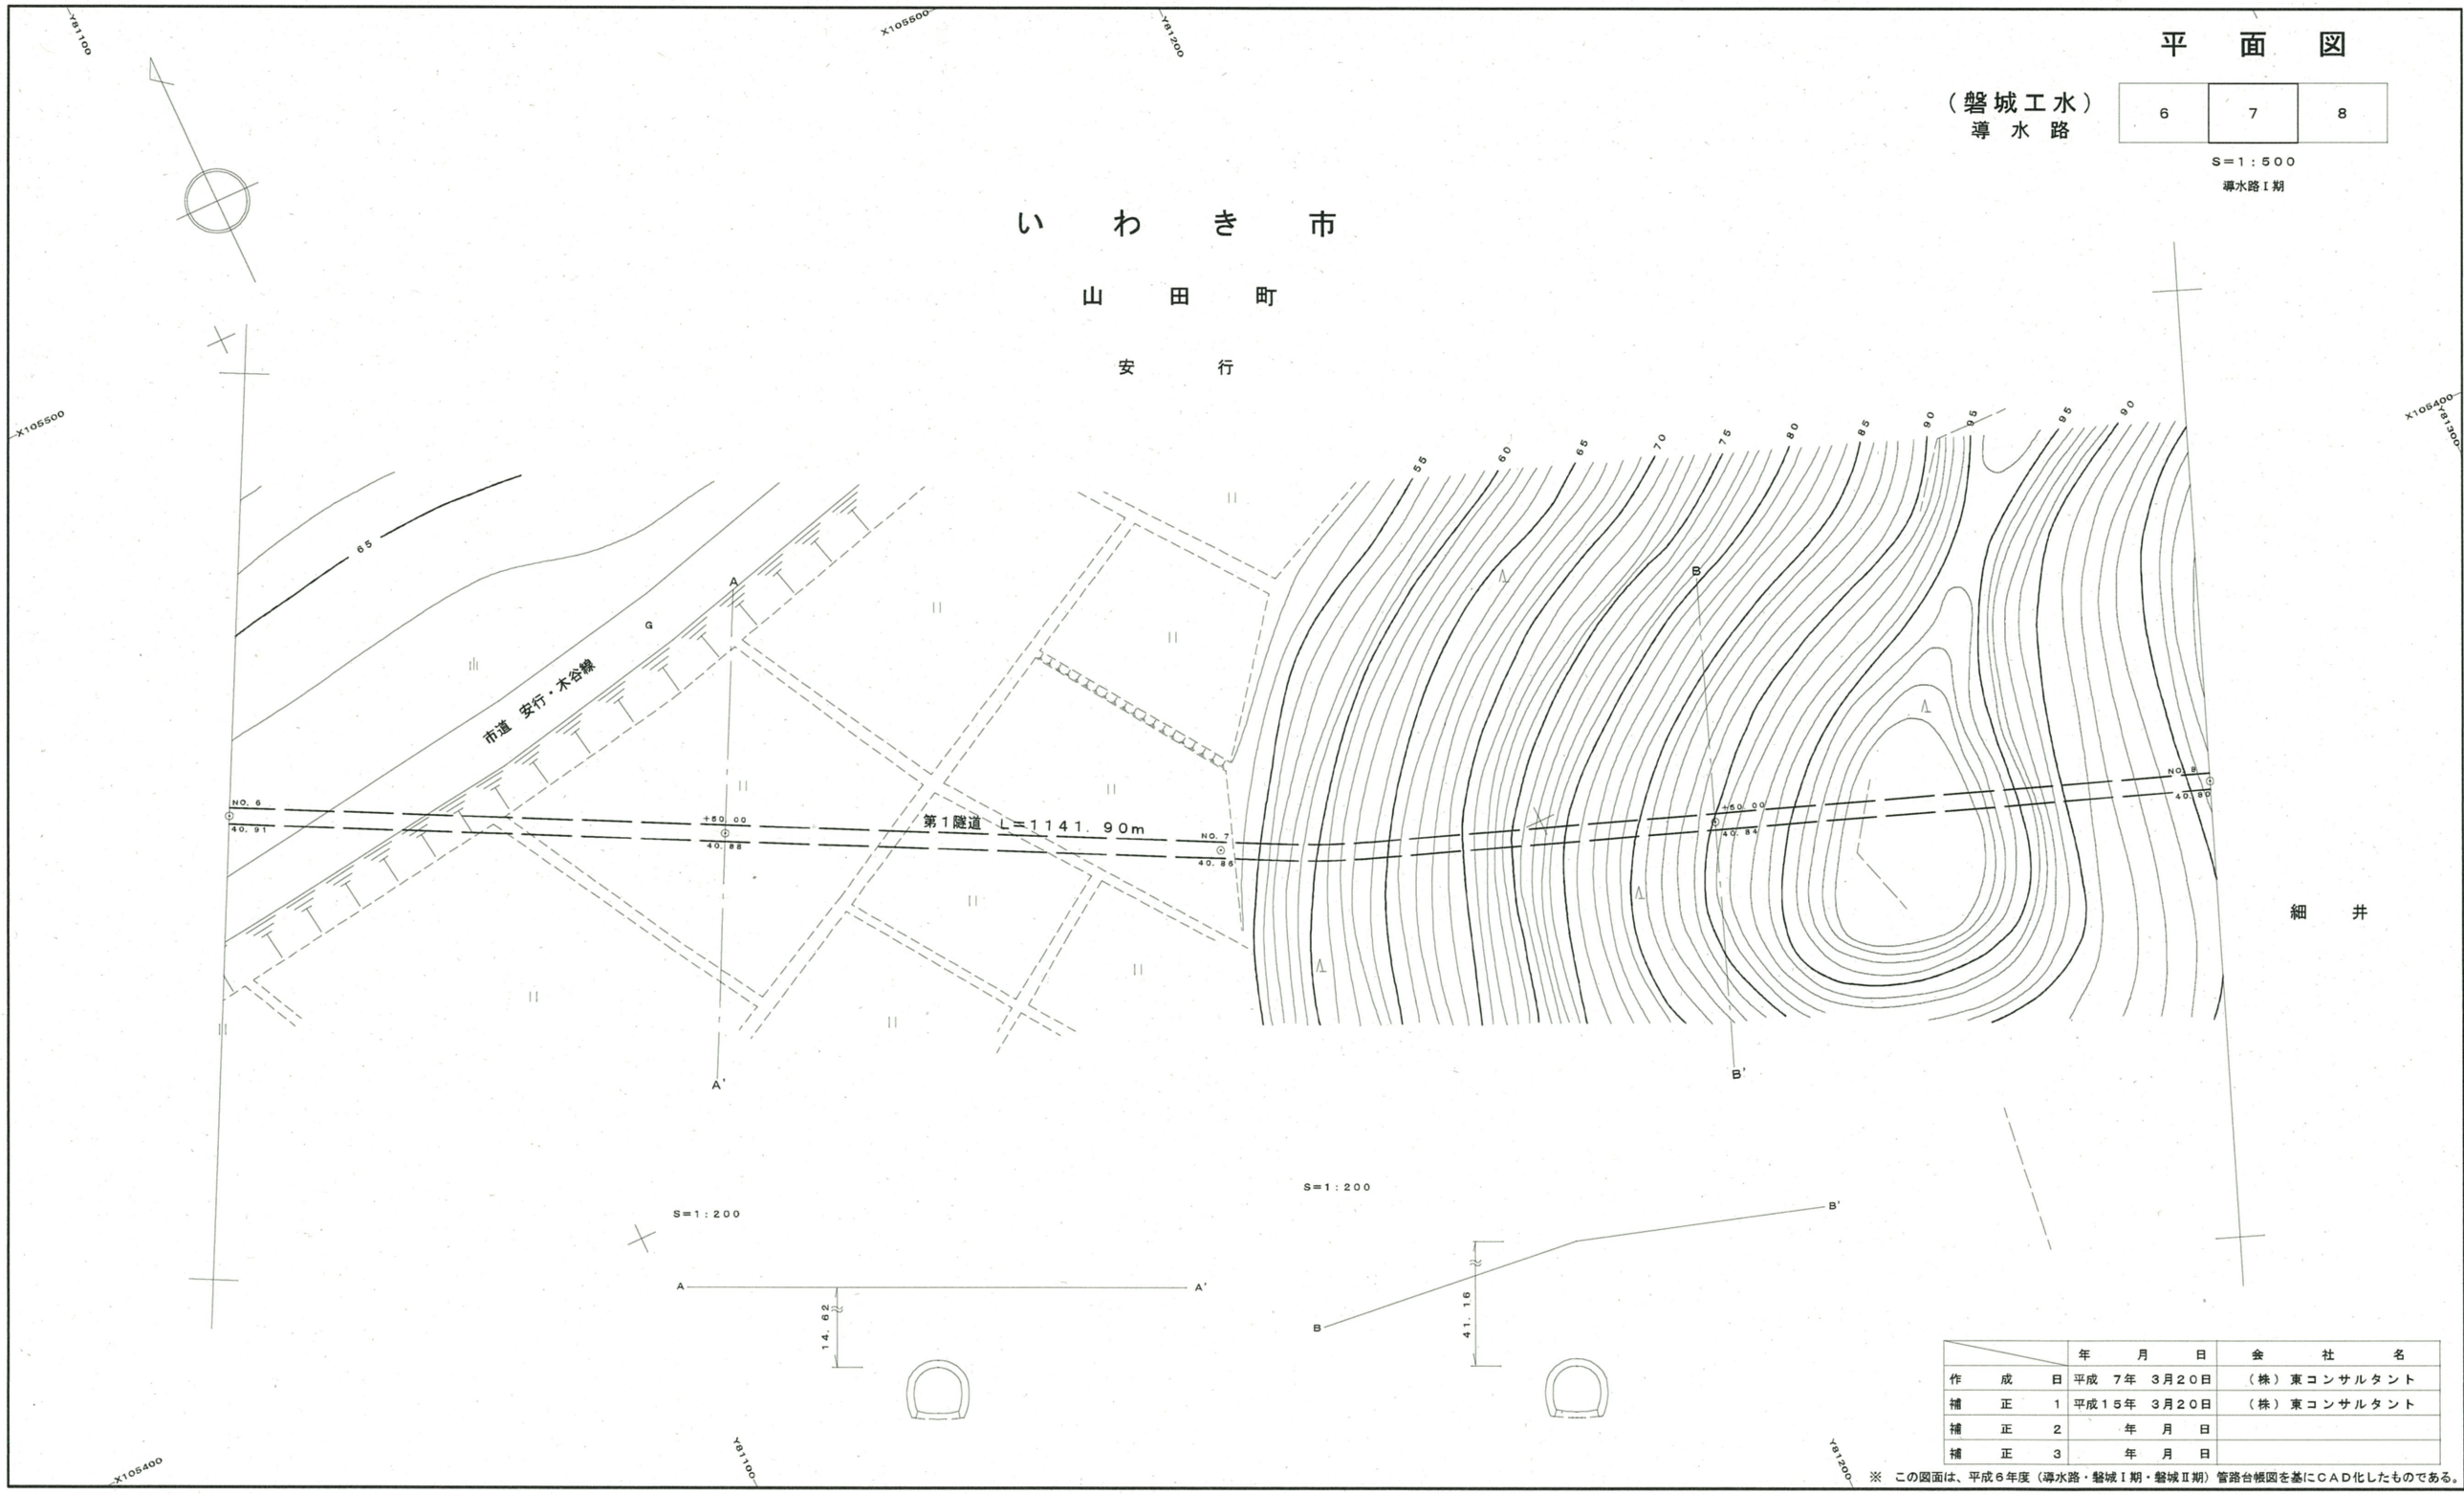 Y81100
X105500
Y81200
平面図
(磐城工水)
導水路
6 7 8
S=1:500
導水路Ⅰ期
いわき市
山田町
安行
X105500
X105400
Y81300
55 60 65 70 75 80 85 90 95 95 90
65
A
B
G
市道 安行・木谷線
NO. 6
40. 91
+50. 00
40. 88
第1隧道 L=1141. 90m
NO. 7
40. 86
+50. 00
40. 84
NO. 8
40. 80
細井
A'
B'
S=1:200
S=1:200
A
A'
14. 62
B
B'
41. 16
年月日 会社名
作成日 平成 7年 3月20日 (株)東コンサルタント
補正1 平成15年 3月20日 (株)東コンサルタント
補正2 年 月 日
補正3 年 月 日
X105400
Y81100
Y81200
※ この図面は、平成6年度(導水路・磐城Ⅰ期・磐城Ⅱ期)管路台帳図を基にCAD化したものである。